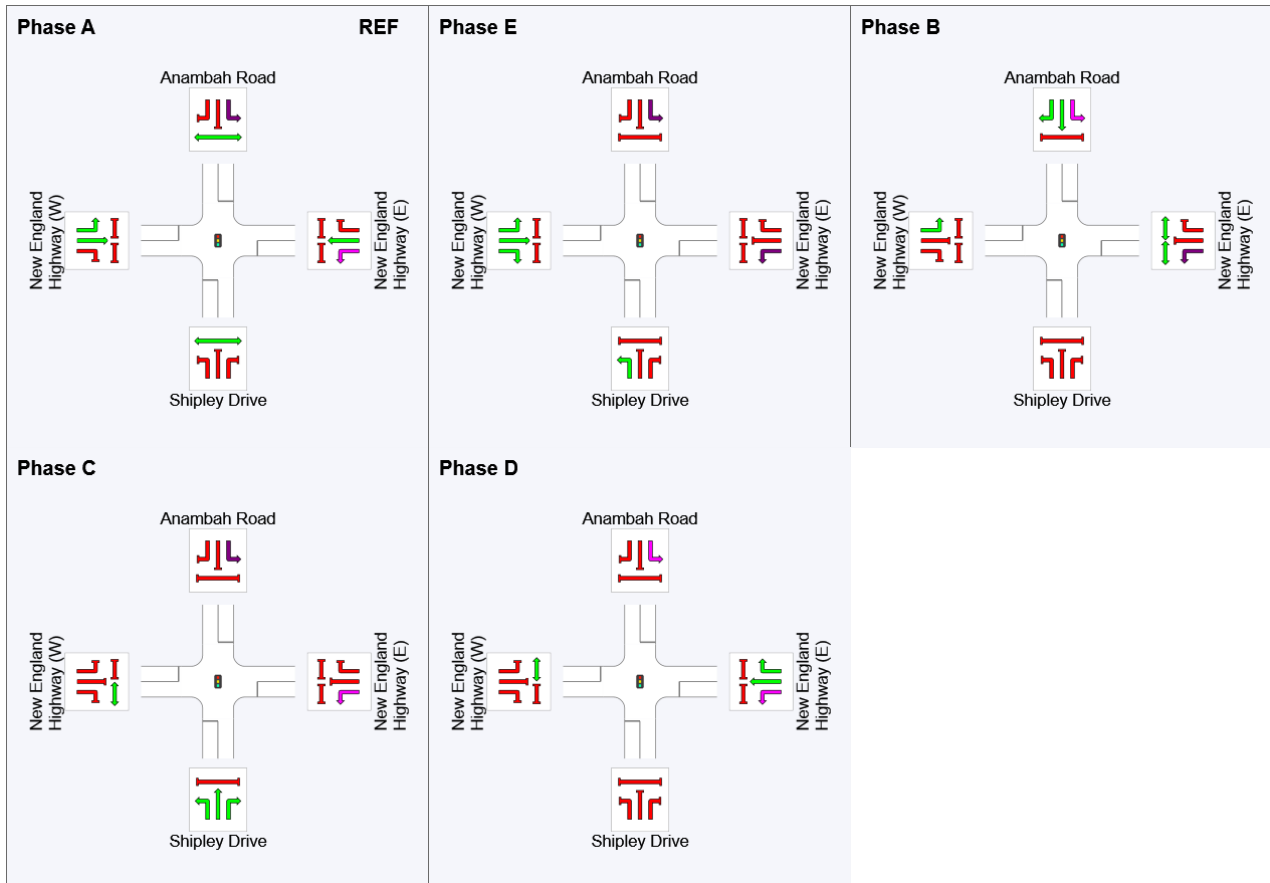 Phase A
REF
Anambah Road
New England
Highway (W)
New England
Highway (E)
Shipley Drive
Phase E
Anambah Road
New England
Highway (W)
New England
Highway (E)
Shipley Drive
Phase B
Anambah Road
New England
Highway (W)
New England
Highway (E)
Shipley Drive
Phase C
Anambah Road
New England
Highway (W)
New England
Highway (E)
Shipley Drive
Phase D
Anambah Road
New England
Highway (W)
New England
Highway (E)
Shipley Drive